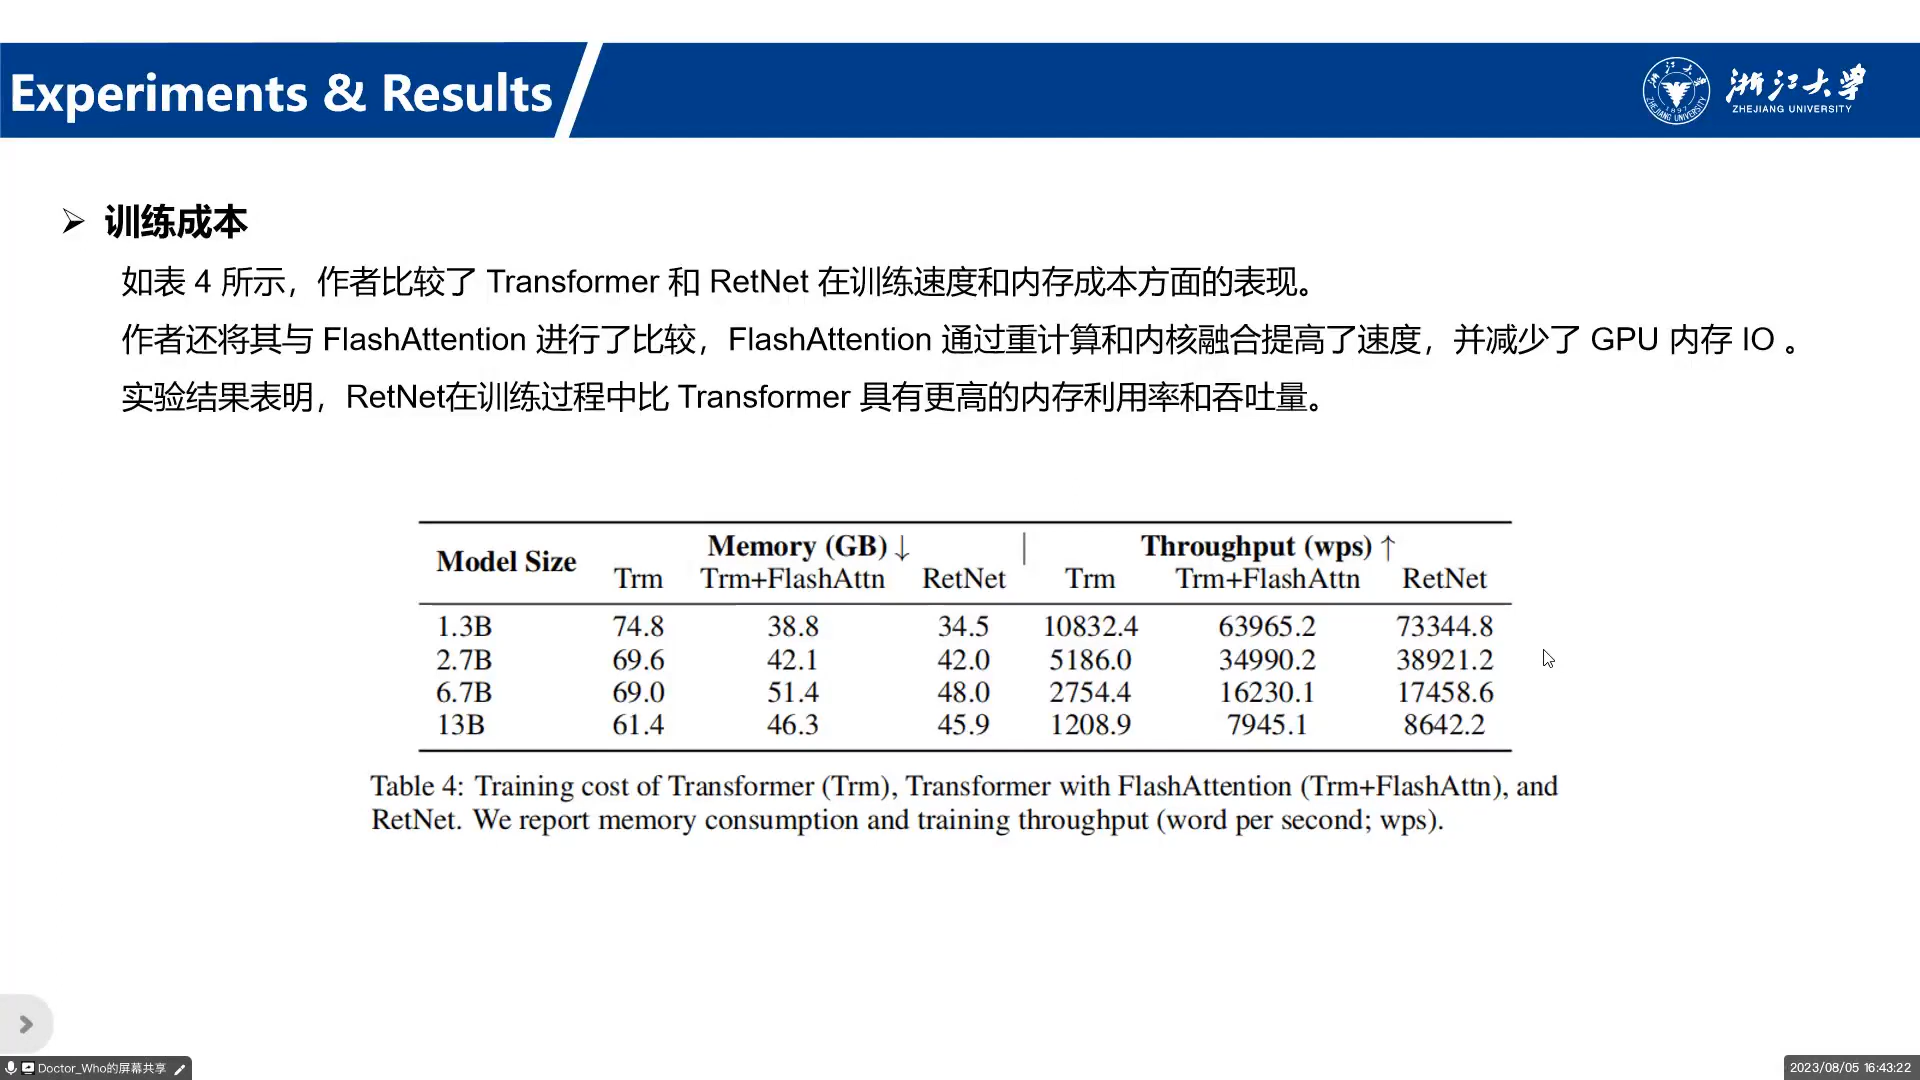 Experiments & Results
浙江大学
ZHEJIANG UNIVERSITY
➢ 训练成本
如表 4 所示，作者比较了 Transformer 和 RetNet 在训练速度和内存成本方面的表现。
作者还将其与 FlashAttention 进行了比较，FlashAttention 通过重计算和内核融合提高了速度，并减少了 GPU 内存 IO 。
实验结果表明，RetNet在训练过程中比 Transformer 具有更高的内存利用率和吞吐量。
Model Size Memory (GB) ↓ | Throughput (wps) ↑
Trm Trm+FlashAttn RetNet Trm Trm+FlashAttn RetNet
1.3B 74.8 38.8 34.5 10832.4 63965.2 73344.8
2.7B 69.6 42.1 42.0 5186.0 34990.2 38921.2
6.7B 69.0 51.4 48.0 2754.4 16230.1 17458.6
13B 61.4 46.3 45.9 1208.9 7945.1 8642.2
Table 4: Training cost of Transformer (Trm), Transformer with FlashAttention (Trm+FlashAttn), and
RetNet. We report memory consumption and training throughput (word per second; wps).
Doctor_Who的屏幕共享
2023/08/05 16:43:22